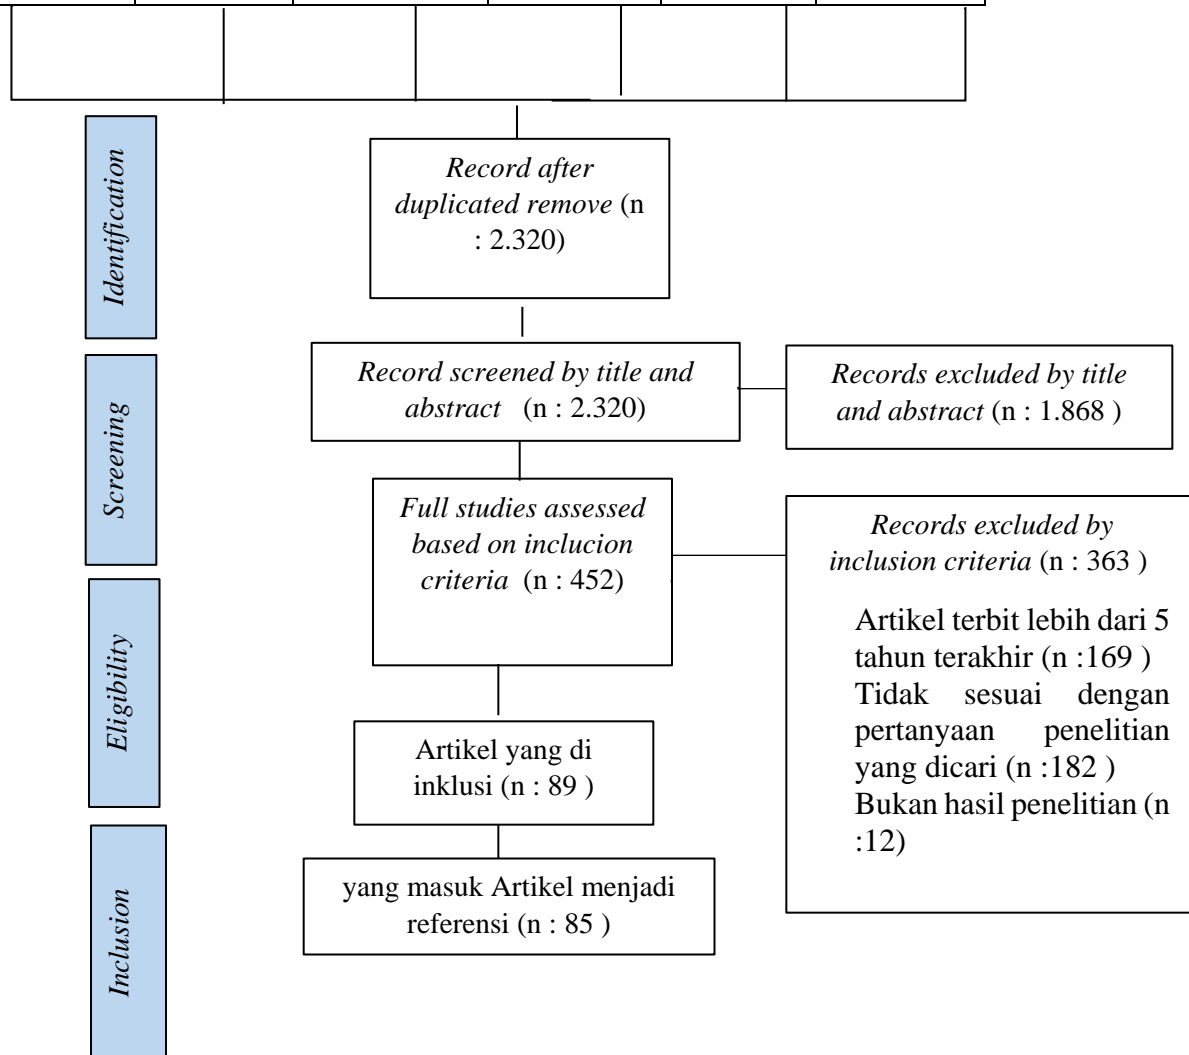 Identification
Record after
duplicated remove (n
: 2.320)
Screening
Record screened by title and
abstract (n : 2.320)
Records excluded by title
and abstract (n : 1.868 )
Full studies assessed
based on inclucion
criteria (n : 452)
Records excluded by
inclusion criteria (n : 363 )
Artikel terbit lebih dari 5
tahun terakhir (n :169 )
Tidak sesuai dengan
pertanyaan penelitian
yang dicari (n :182 )
Bukan hasil penelitian (n
:12)
Eligibility
Artikel yang di
inklusi (n : 89 )
Inclusion
yang masuk Artikel menjadi
referensi (n : 85 )